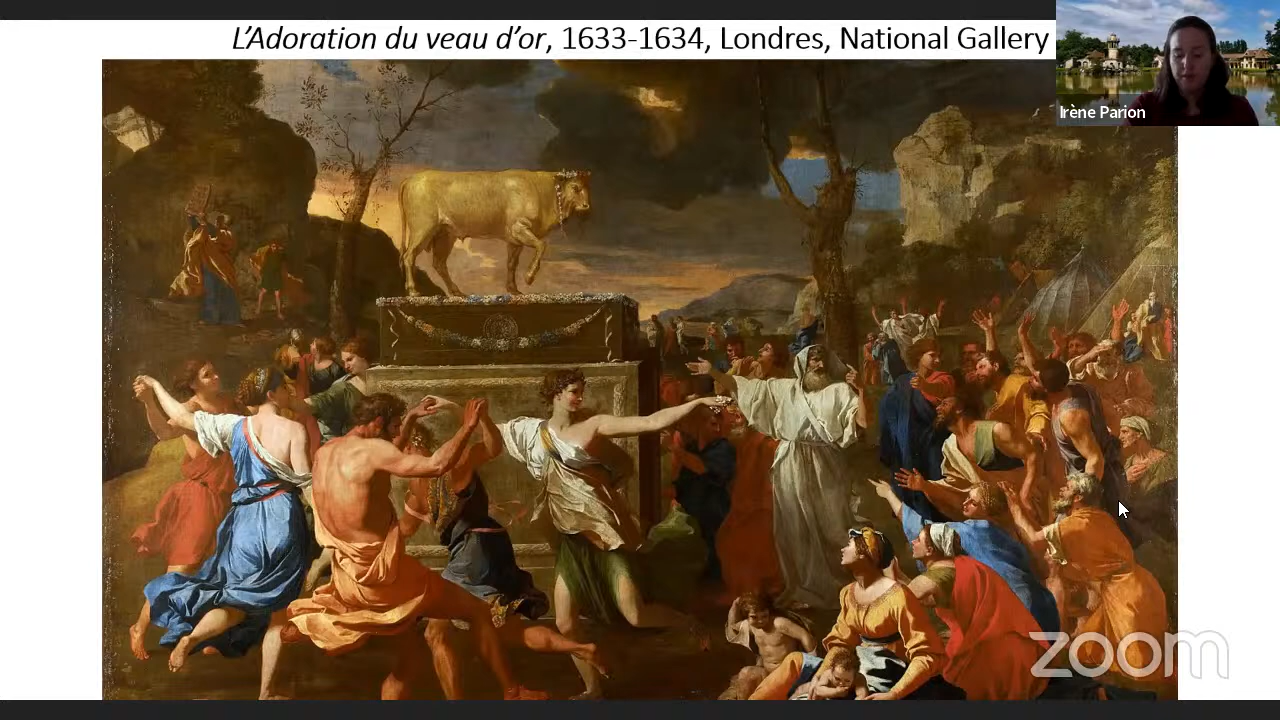 L'Adoration du veau d'or, 1633-1634, Londres, National Gallery
Irène Parion
zoom